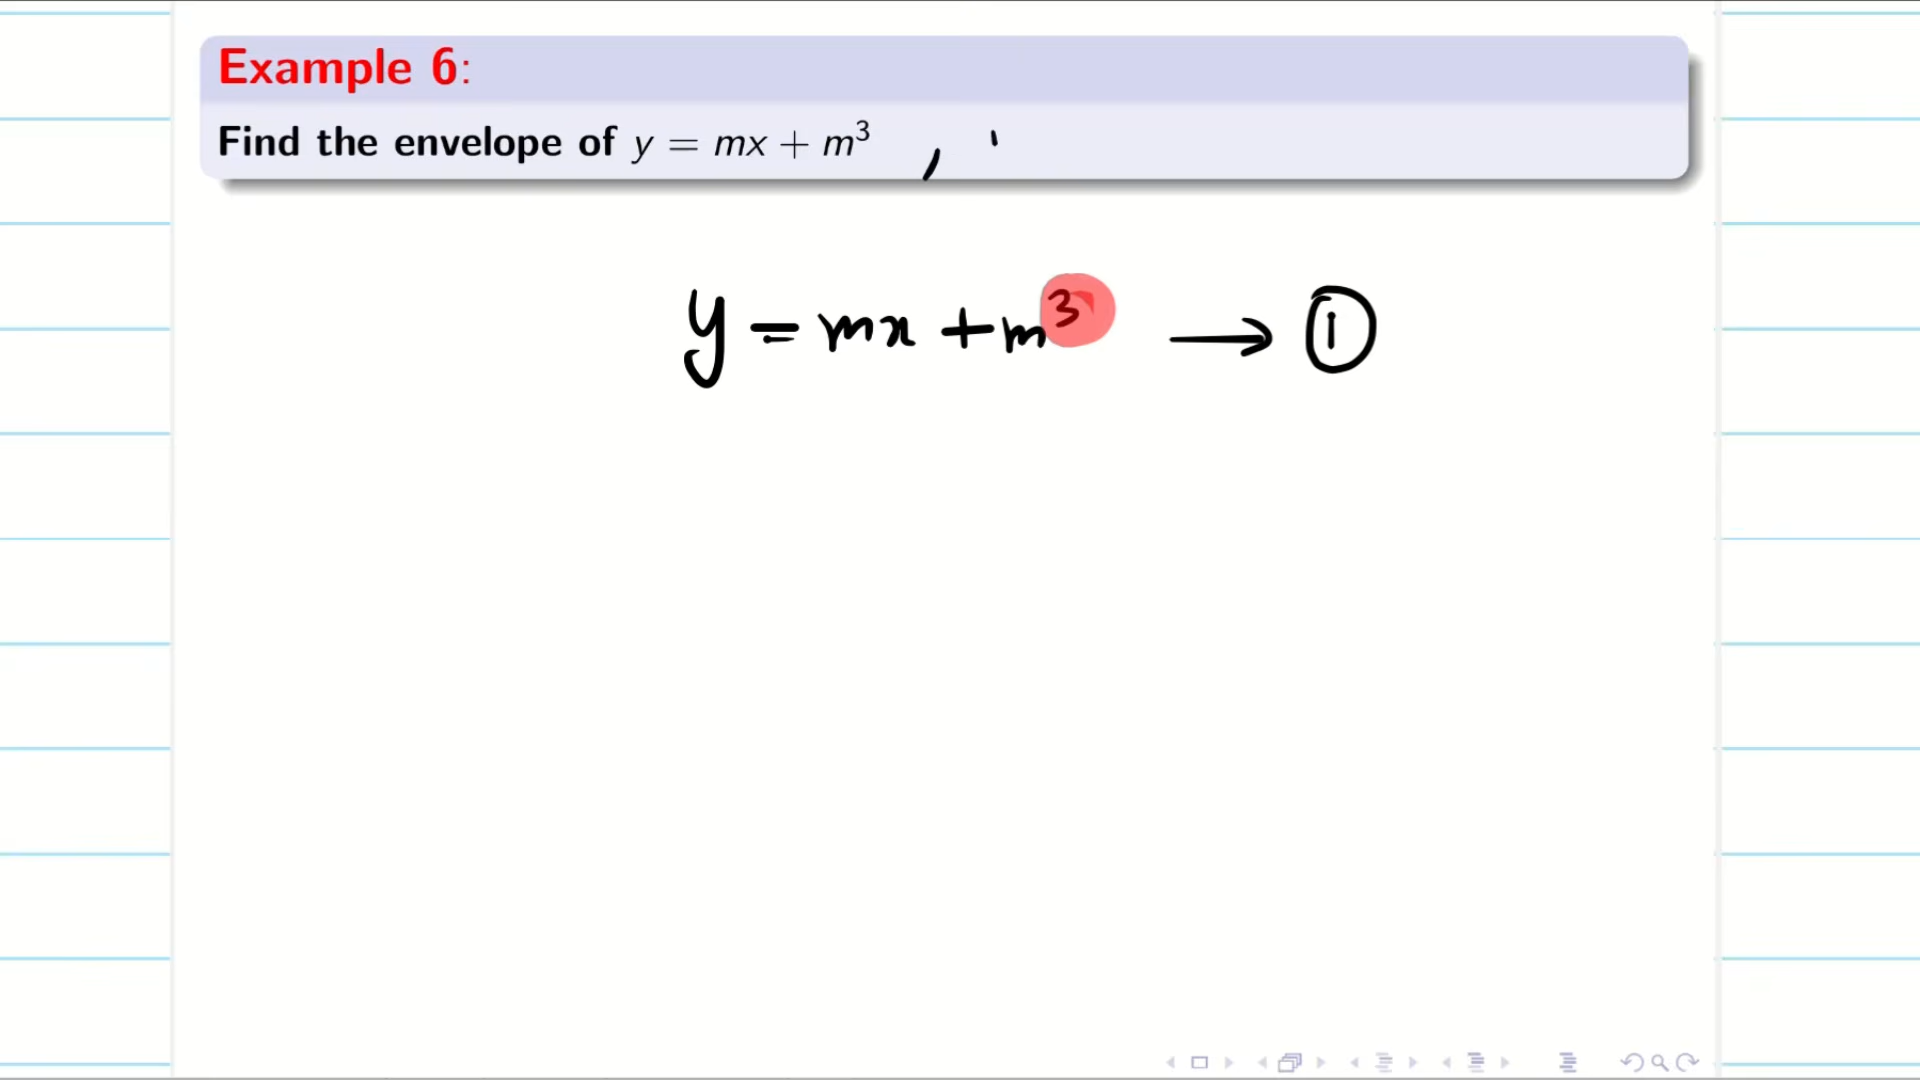 Example 6:
Find the envelope of y = mx + m³ ,
y = mx + m³ → ①